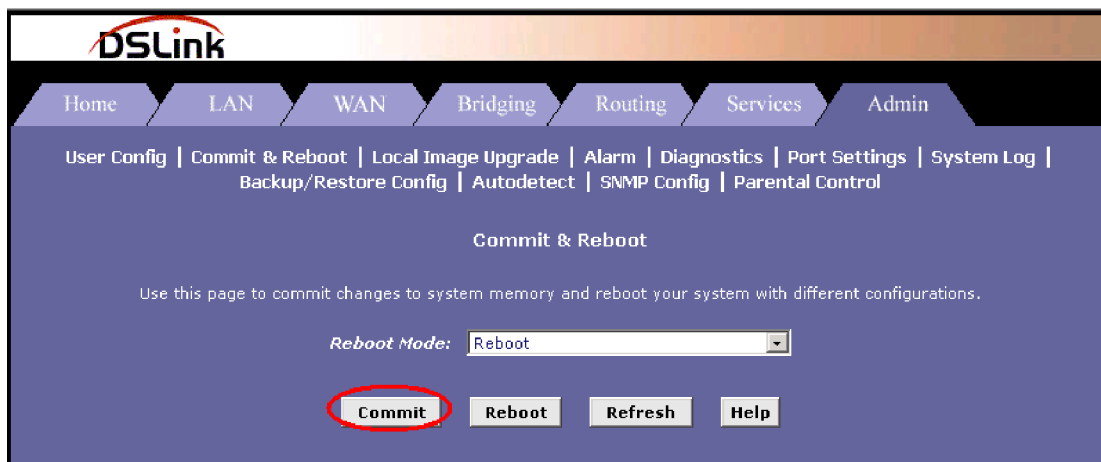 DSLink
Home LAN WAN Bridging Routing Services Admin
User Config | Commit & Reboot | Local Image Upgrade | Alarm | Diagnostics | Port Settings | System Log |
Backup/Restore Config | Autodetect | SNMP Config | Parental Control
Commit & Reboot
Use this page to commit changes to system memory and reboot your system with different configurations.
Reboot Mode: Reboot
Commit Reboot Refresh Help